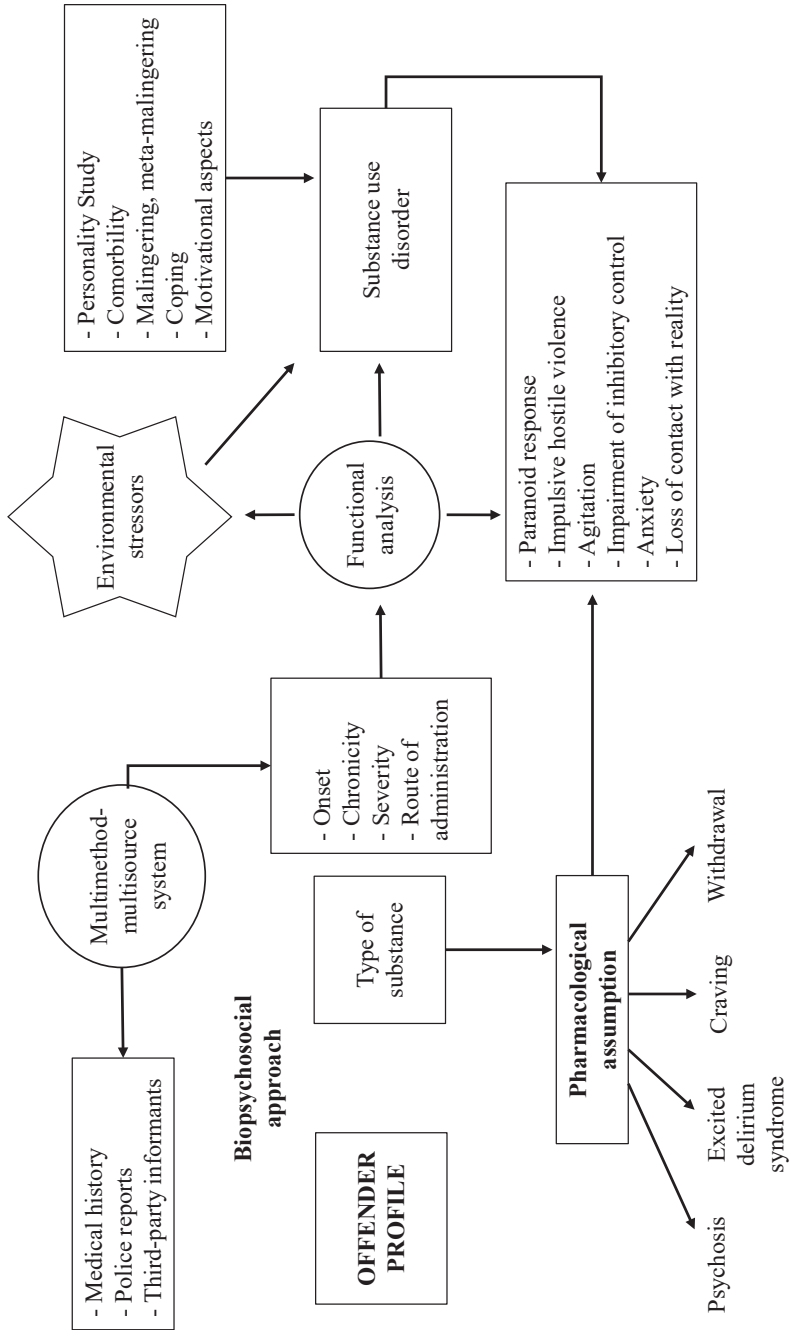 - Medical history
- Police reports
- Third-party informants
Multimethod-
multisource
system
Environmental
stressors
- Personality Study
- Comorbility
- Malingering, meta-malingering
- Coping
- Motivational aspects
Biopsychosocial
approach
OFFENDER
PROFILE
Type of
substance
- Onset
- Chronicity
- Severity
- Route of
administration
Functional
analysis
Substance use
disorder
Pharmacological
assumption
- Paranoid response
- Impulsive hostile violence
- Agitation
- Impairment of inhibitory control
- Anxiety
- Loss of contact with reality
Psychosis
Excited
delirium
syndrome
Craving
Withdrawal